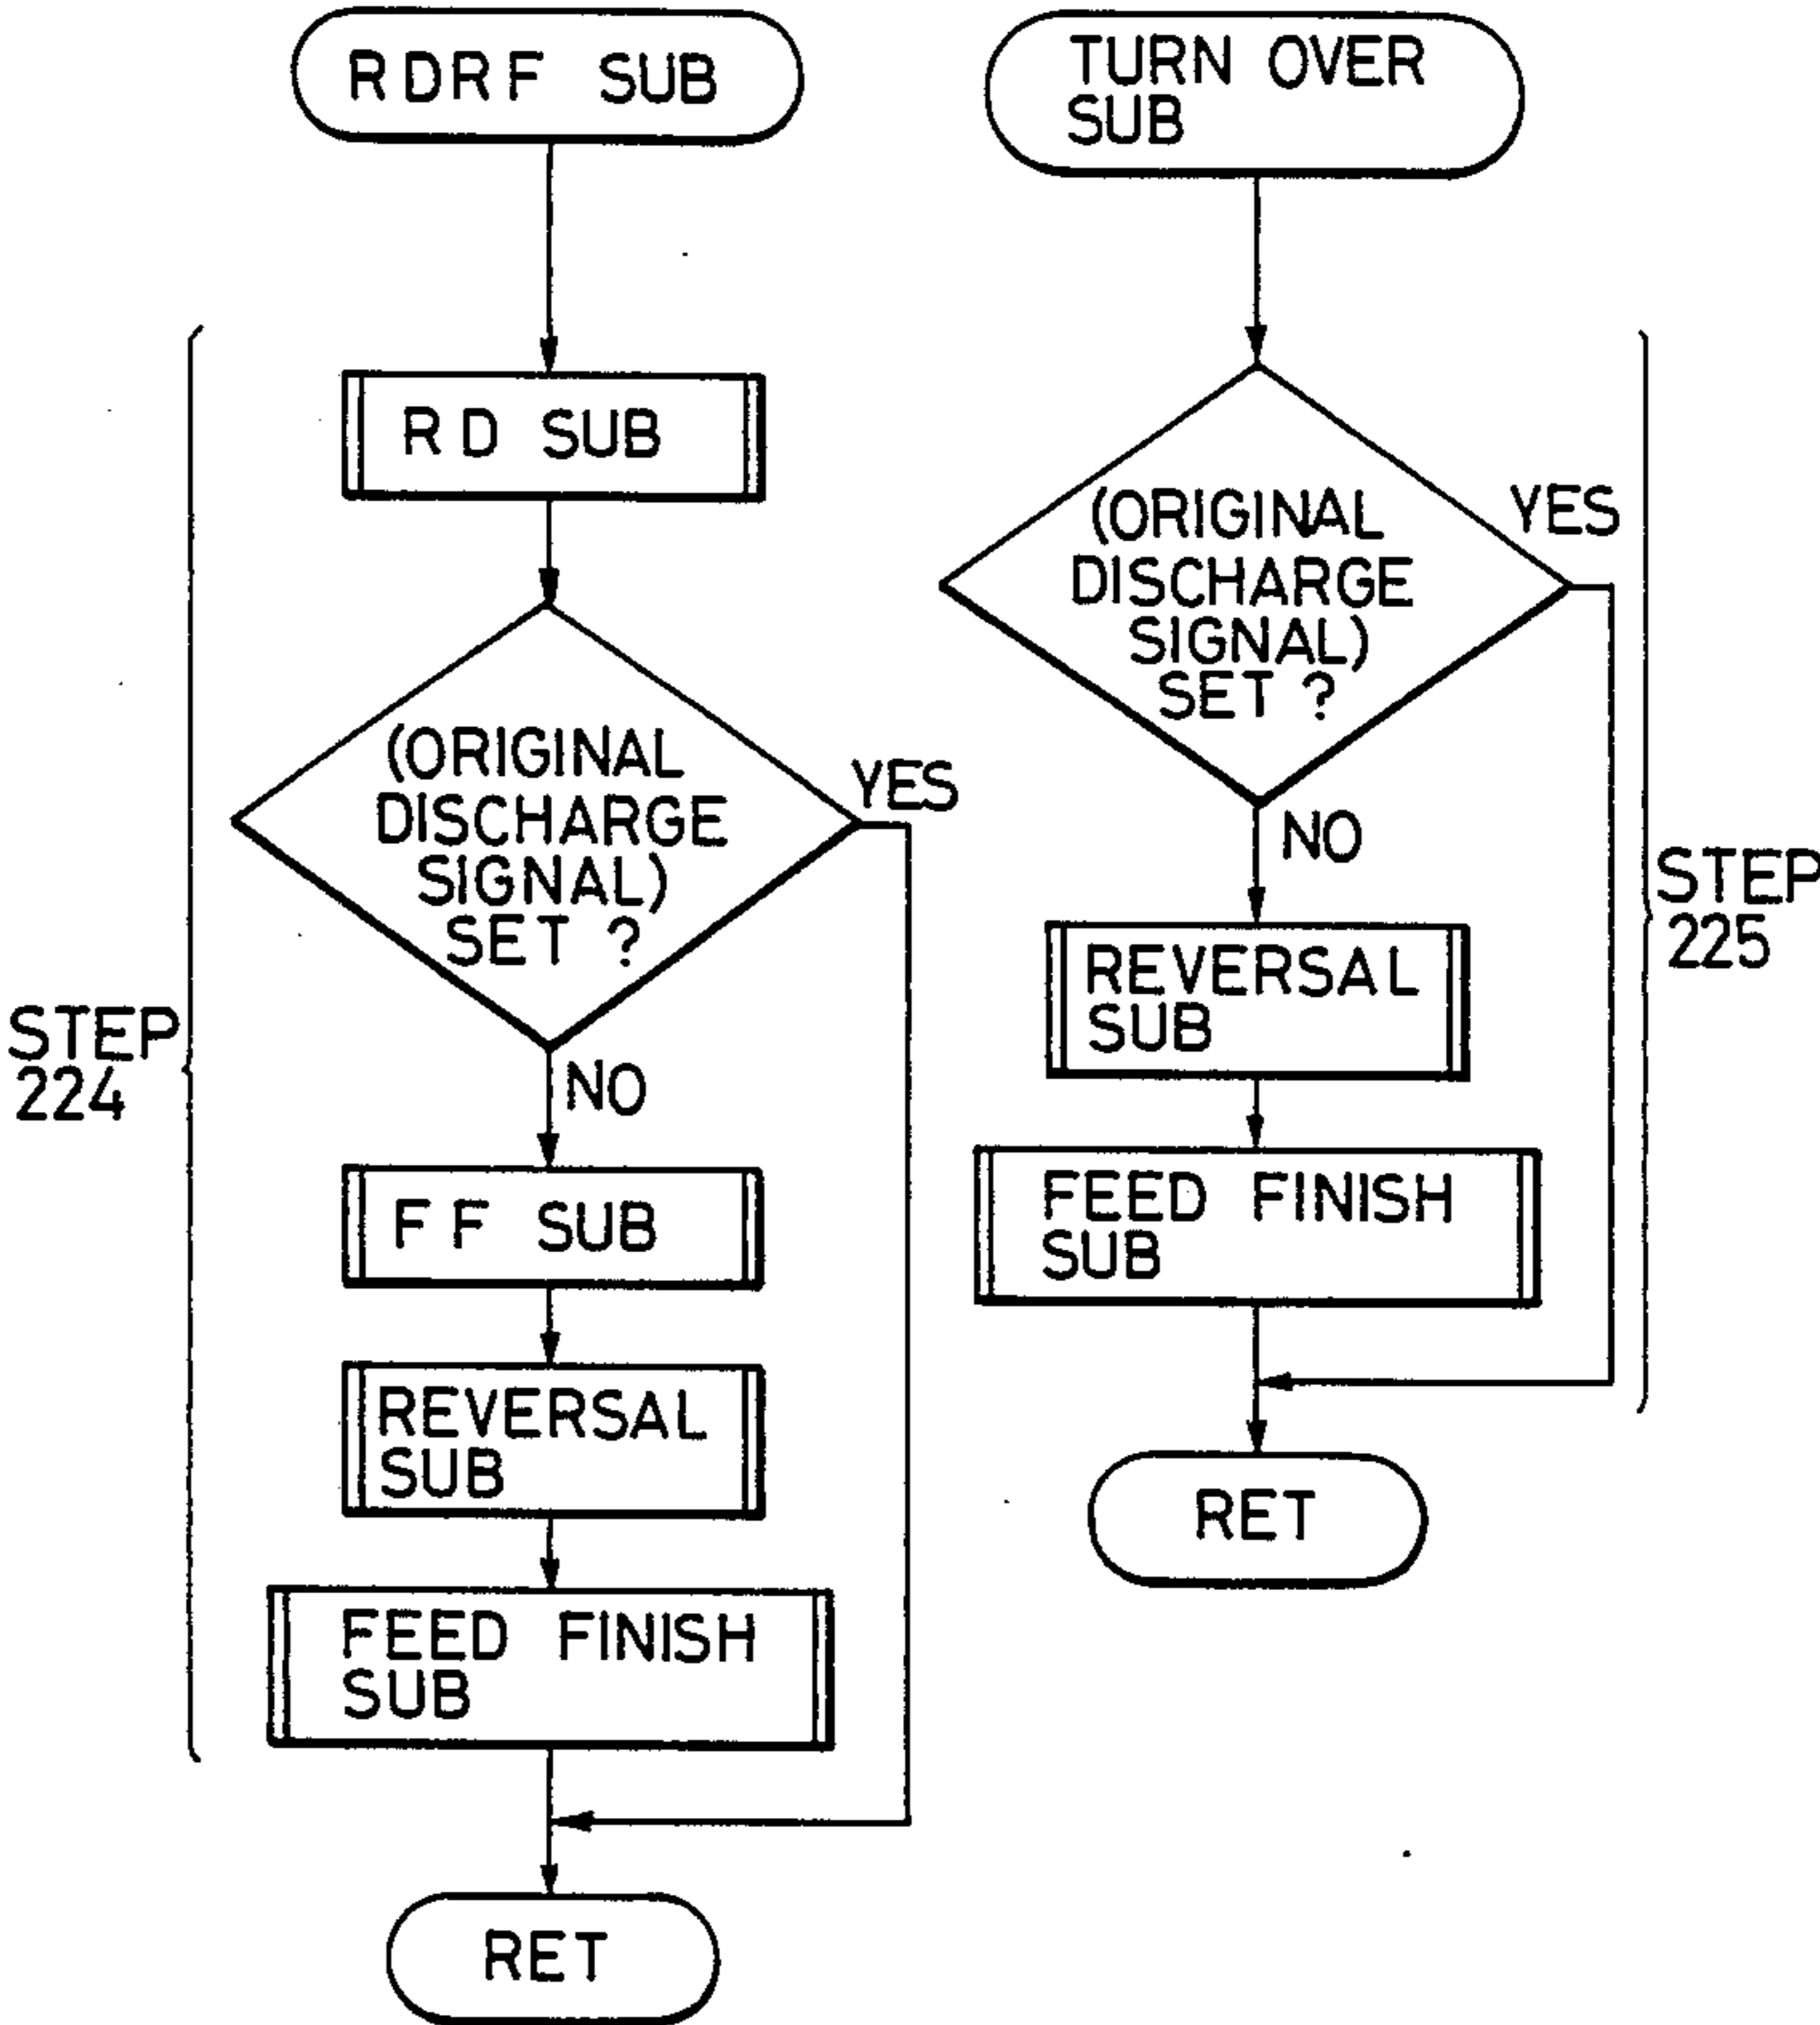 RDRF SUB
RD SUB
(ORIGINAL
DISCHARGE
SIGNAL)
SET ?
YES
NO
STEP
224
FF SUB
REVERSAL
SUB
FEED FINISH
SUB
RET
TURN OVER
SUB
(ORIGINAL
DISCHARGE
SIGNAL)
SET ?
YES
NO
STEP
225
REVERSAL
SUB
FEED FINISH
SUB
RET